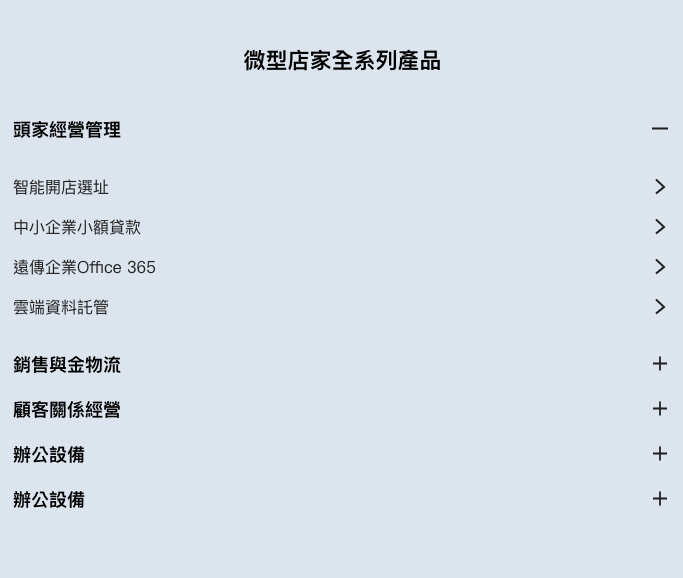 微型店家全系列產品
頭家經營管理
智能開店選址
中小企業小額貸款
遠傳企業Office 365
雲端資料託管
銷售與金物流
顧客關係經營
辦公設備
辦公設備